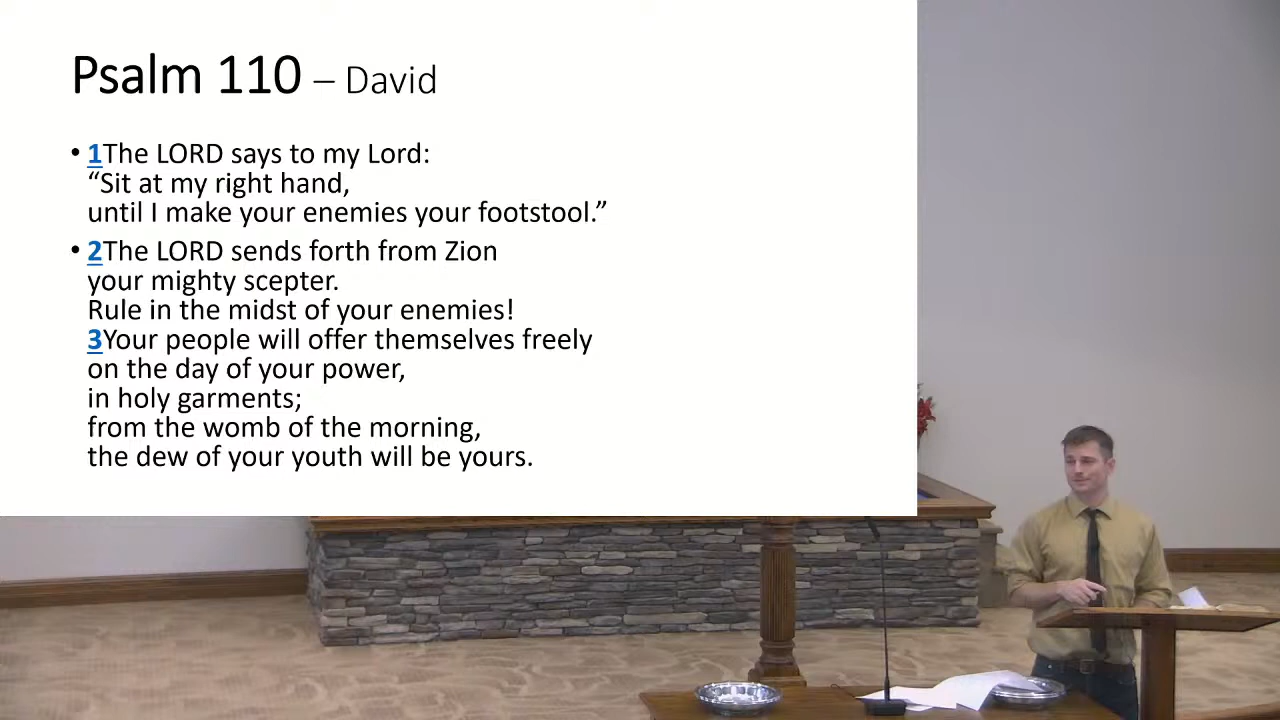 Psalm 110 – David
• 1The LORD says to my Lord:
“Sit at my right hand,
until I make your enemies your footstool.”
• 2The LORD sends forth from Zion
your mighty scepter.
Rule in the midst of your enemies!
3Your people will offer themselves freely
on the day of your power,
in holy garments;
from the womb of the morning,
the dew of your youth will be yours.